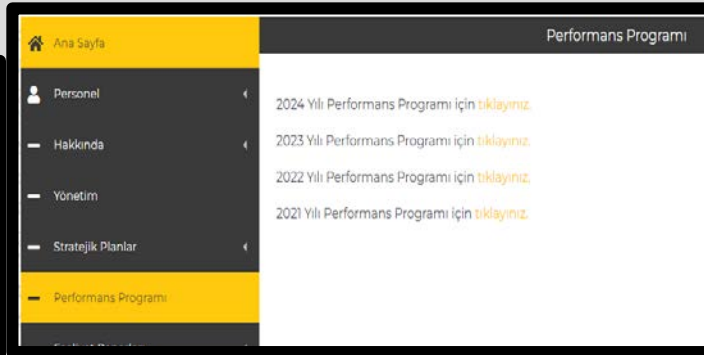 Ana Sayfa
Personel
Hakkında
Yönetim
Stratejik Planlar
Performans Programı
Performans Programı
2024 Yılı Performans Programı için tıklayınız.
2023 Yılı Performans Programı için tıklayınız.
2022 Yılı Performans Programı için tıklayınız.
2021 Yılı Performans Programı için tıklayınız.